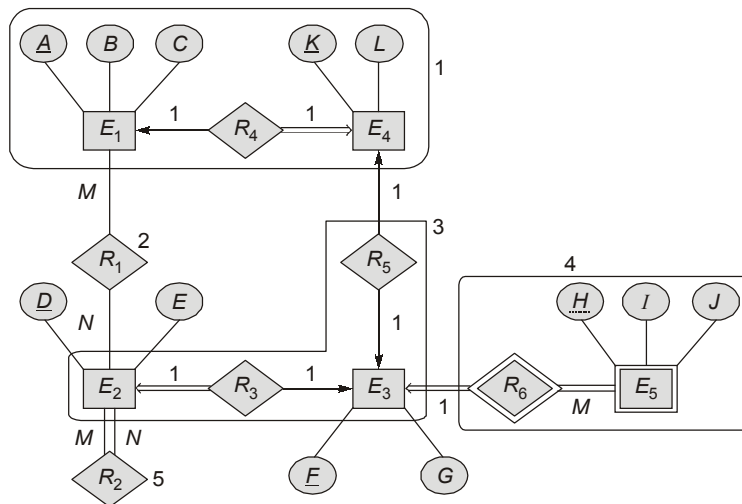 A B C K L 1
1 1
E1 R4 E4
M 1
2 3
R1 R5 4
H I J
D E N 1
1 1
E2 R3 E3 R6 E5
1 M
M N
R2 5 F G